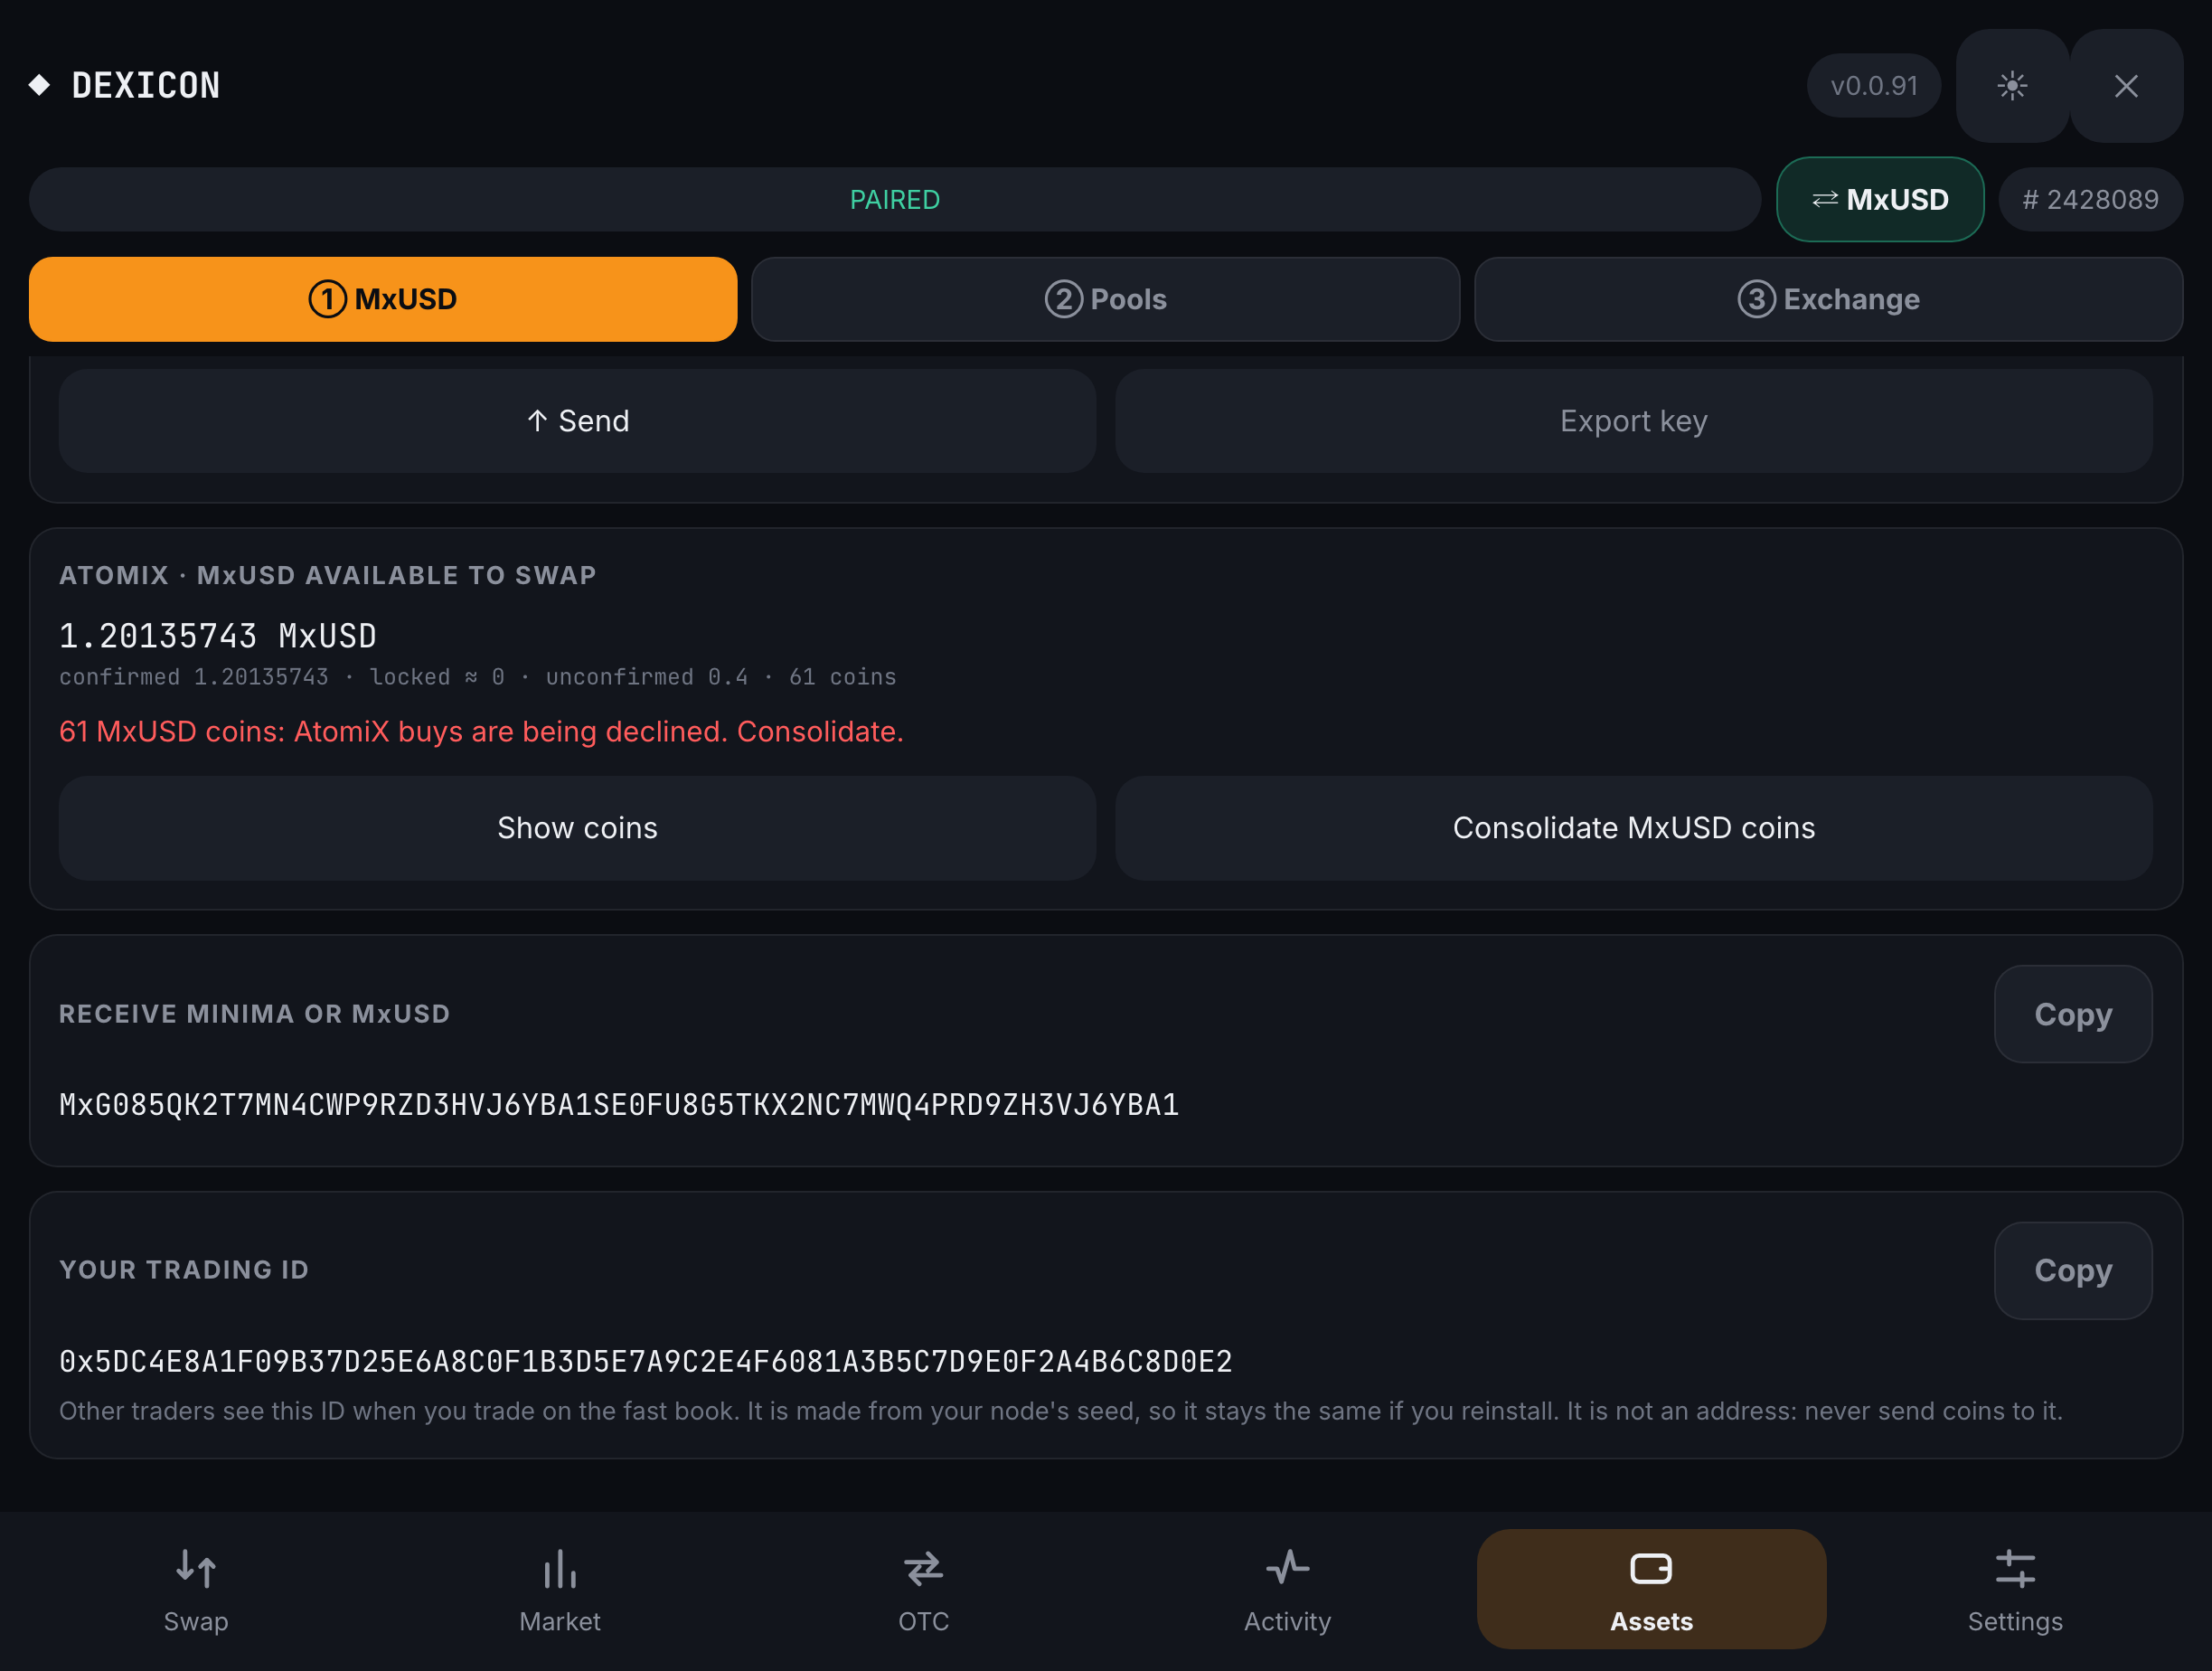 ◆ DEXICON
v0.0.91
PAIRED
⇄ MxUSD
# 2428089
① MxUSD
② Pools
③ Exchange
↑ Send
Export key
ATOMIX · MxUSD AVAILABLE TO SWAP
1.20135743 MxUSD
confirmed 1.20135743 · locked ≈ 0 · unconfirmed 0.4 · 61 coins
61 MxUSD coins: AtomiX buys are being declined. Consolidate.
Show coins
Consolidate MxUSD coins
RECEIVE MINIMA OR MxUSD
Copy
MxG085QK2T7MN4CWP9RZD3HVJ6YBA1SE0FU8G5TKX2NC7MWQ4PRD9ZH3VJ6YBA1
YOUR TRADING ID
Copy
0x5DC4E8A1F09B37D25E6A8C0F1B3D5E7A9C2E4F6081A3B5C7D9E0F2A4B6C8D0E2
Other traders see this ID when you trade on the fast book. It is made from your node's seed, so it stays the same if you reinstall. It is not an address: never send coins to it.
Swap
Market
OTC
Activity
Assets
Settings